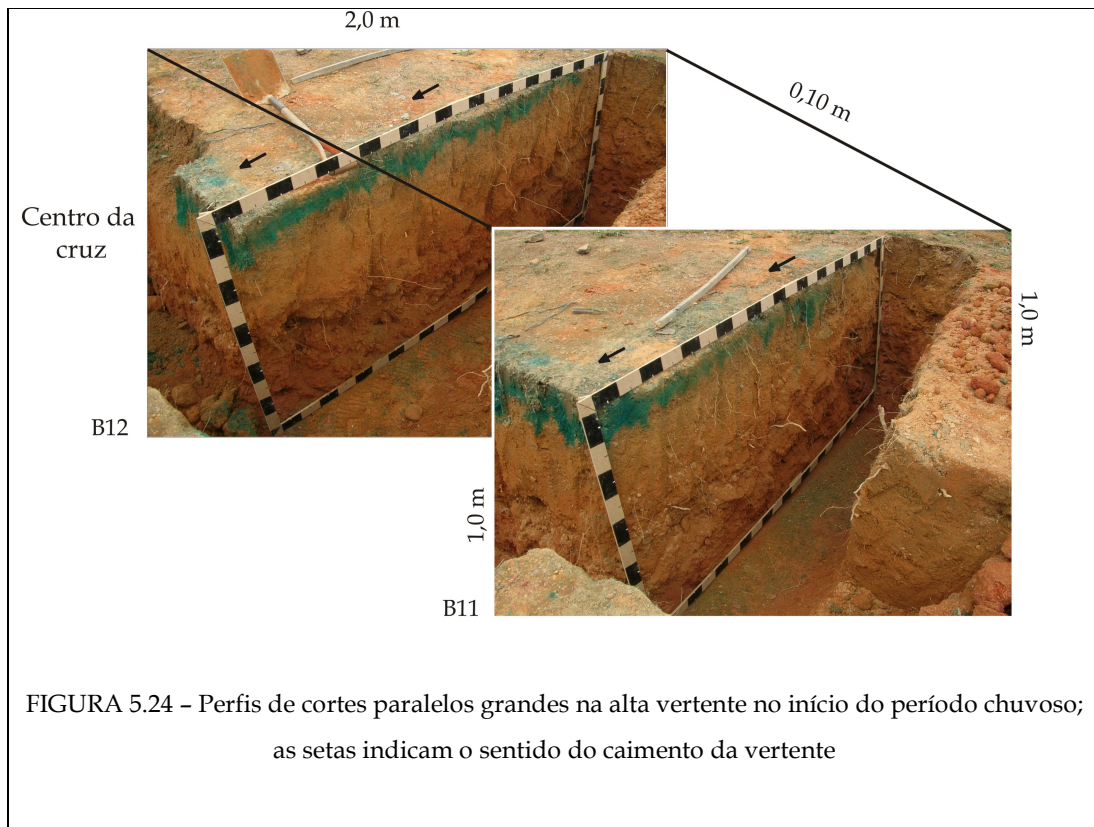 2,0 m
0,10 m
Centro da
cruz
1,0 m
B12
1,0 m
B11
FIGURA 5.24 – Perfis de cortes paralelos grandes na alta vertente no início do período chuvoso;
as setas indicam o sentido do caimento da vertente